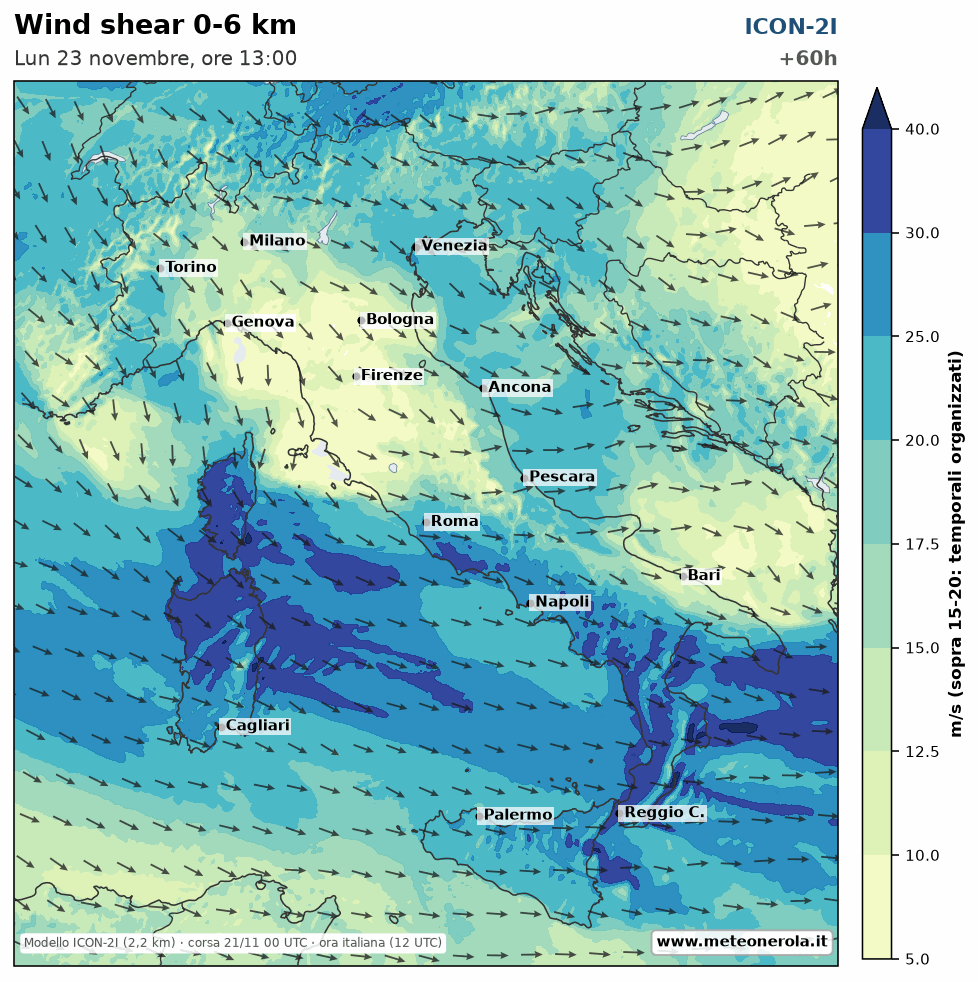 Wind shear 0-6 km
ICON-2I
Lun 23 novembre, ore 13:00
+60h
Milano
Venezia
Torino
Genova
Bologna
Firenze
Ancona
Pescara
Roma
Bari
Napoli
Cagliari
Palermo
Reggio C.
Modello ICON-2I (2,2 km) · corsa 21/11 00 UTC · ora italiana (12 UTC)
www.meteonerola.it
40.0
30.0
25.0
20.0
17.5
15.0
12.5
10.0
5.0
m/s (sopra 15-20: temporali organizzati)